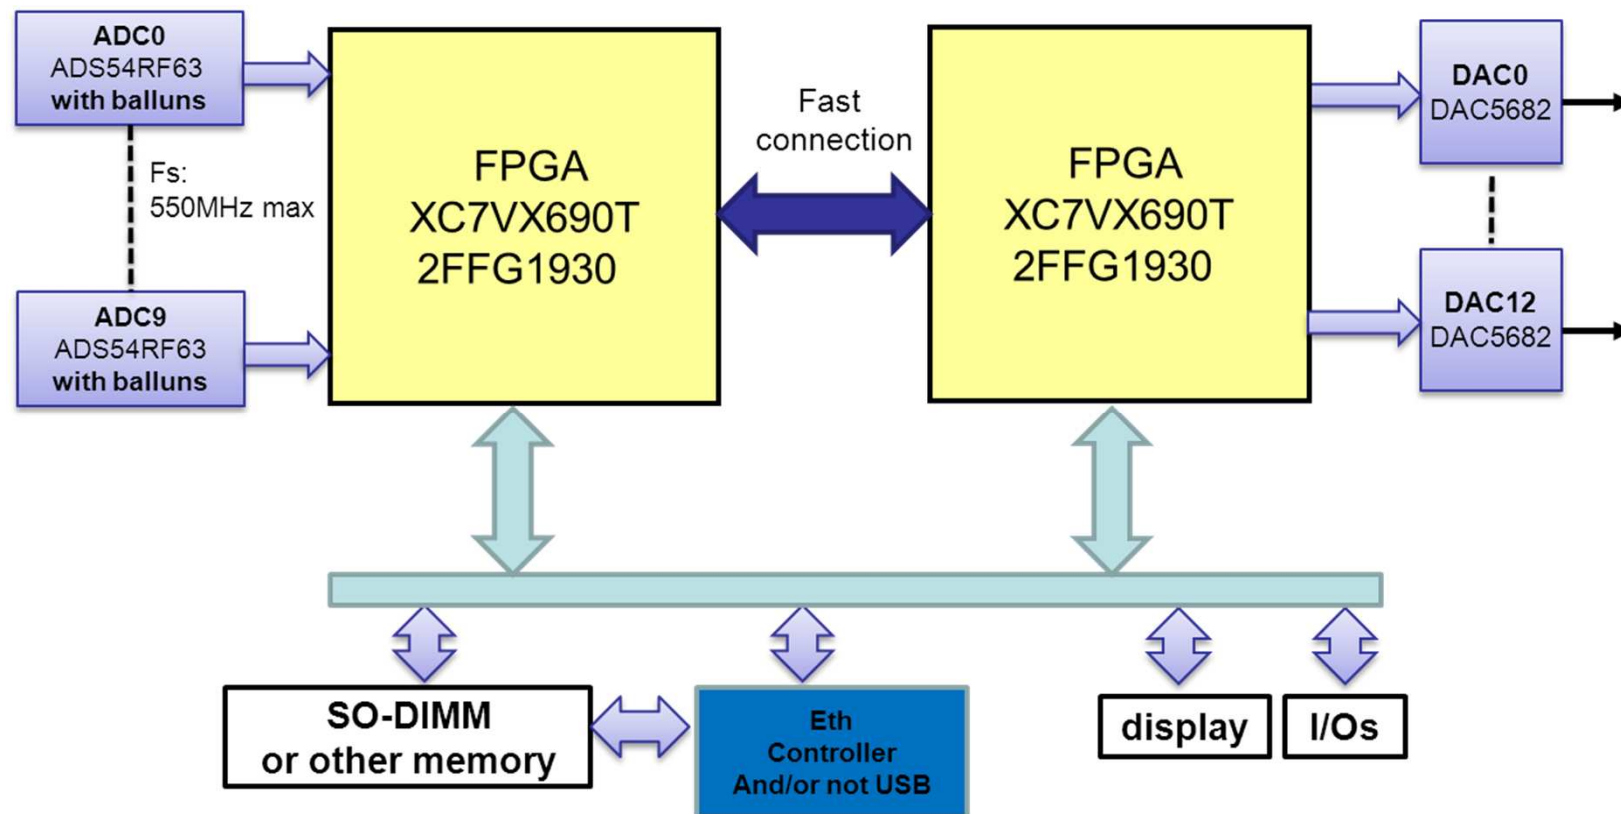 ADC0
ADS54RF63
with balluns
Fs:
550MHz max
ADC9
ADS54RF63
with balluns
FPGA
XC7VX690T
2FFG1930
Fast
connection
FPGA
XC7VX690T
2FFG1930
DAC0
DAC5682
DAC12
DAC5682
SO-DIMM
or other memory
Eth
Controller
And/or not USB
display
I/Os